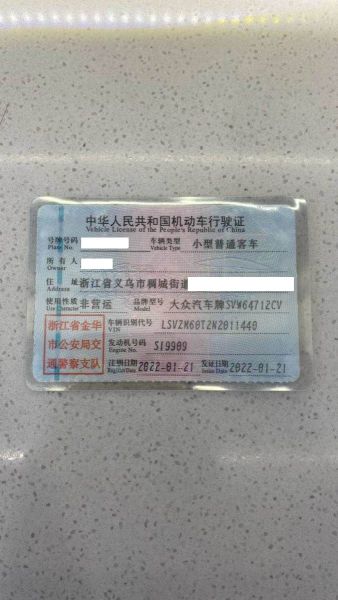 中华人民共和国机动车行驶证
Vehicle License of the People's Republic of China
号牌号码 车辆类型 小型普通客车
Plate No. Vehicle Type
所有人
Owner
住址 浙江省义乌市稠城街道
Address
使用性质 非营运 品牌型号 大众汽车牌SVW6471ZCV
Use Character Model
浙江省金华 车辆识别代号 LSVZM60T2N2011440
VIN
市公安局交 发动机号码 S19909
Engine No.
通警察支队 注册日期 2022-01-21 发证日期 2022-01-21
Register Date Issue Date